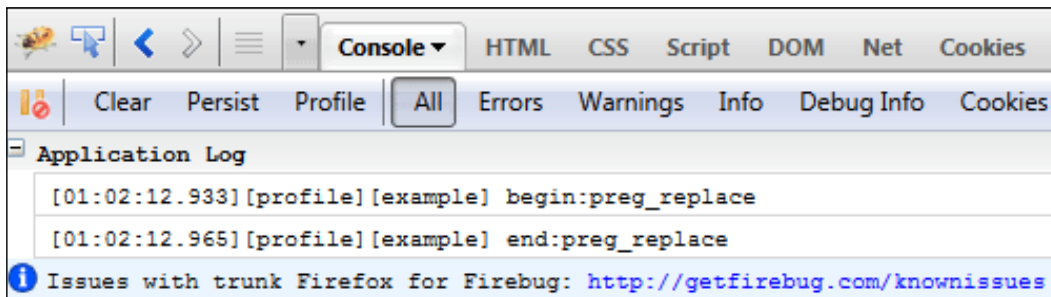 Console HTML CSS Script DOM Net Cookies
Clear Persist Profile All Errors Warnings Info Debug Info Cookies
Application Log
[01:02:12.933][profile][example] begin:preg_replace
[01:02:12.965][profile][example] end:preg_replace
Issues with trunk Firefox for Firebug: http://getfirebug.com/knownissues